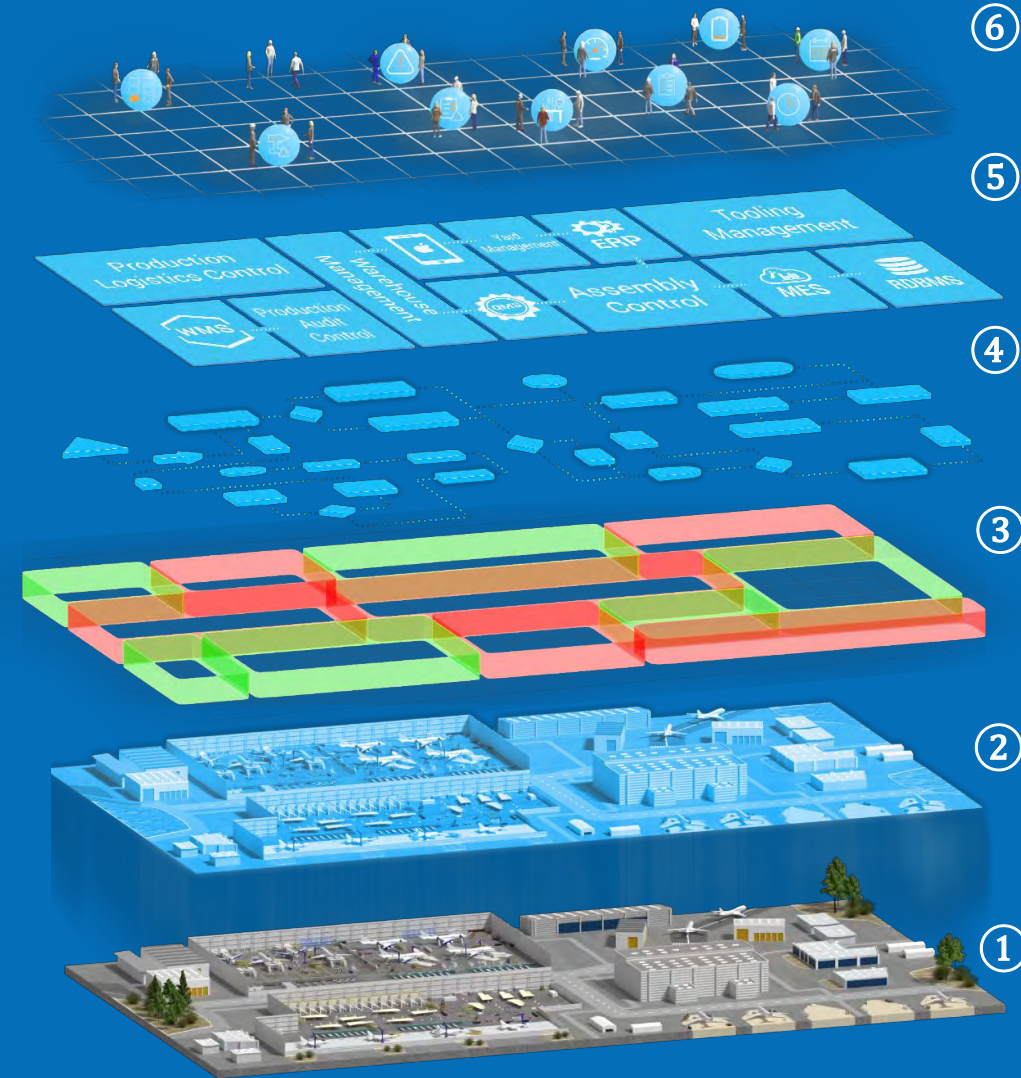 6
5
Production
Logistics Control
Warehouse
Management
Yard
Management
ERP
Tooling
Management
WMS
Production
Audit
Control
QMS
Assembly
Control
MES
RDBMS
4
3
2
1